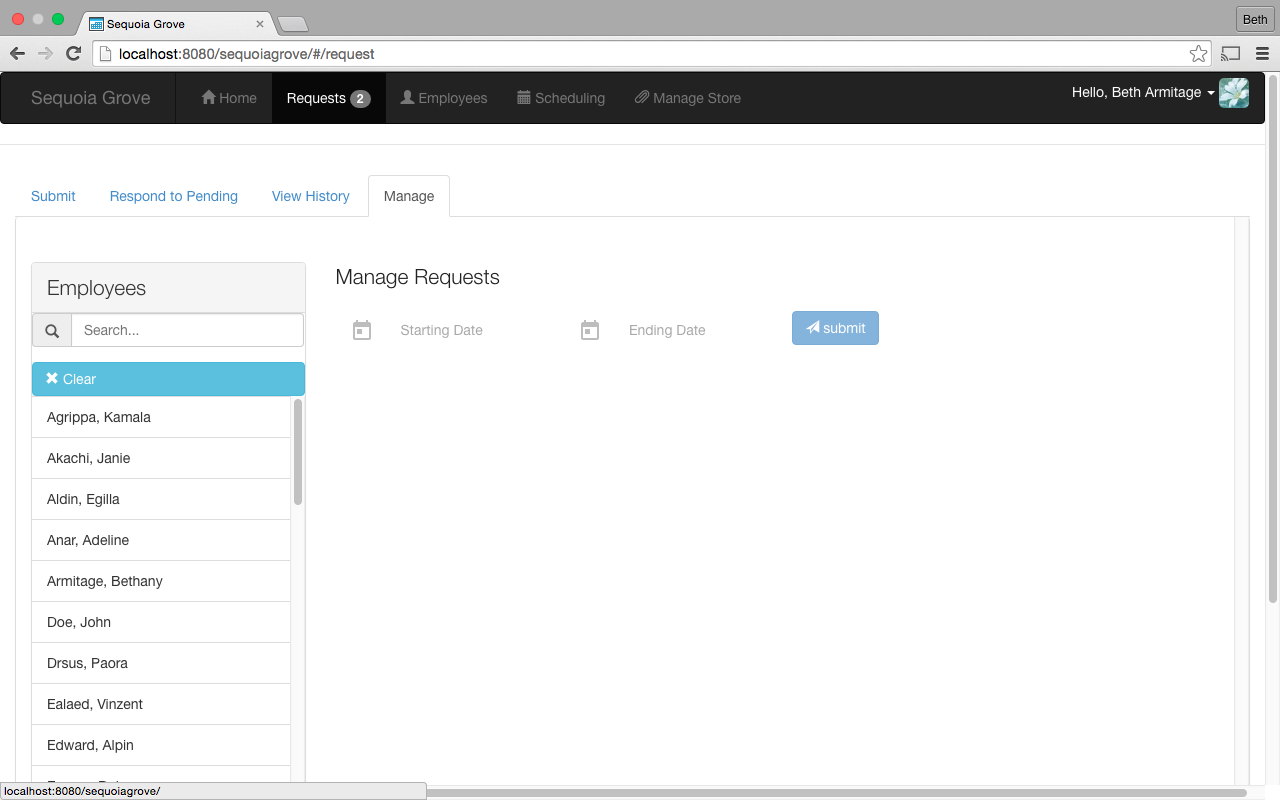 Sequoia Grove
Beth
localhost:8080/sequoiagrove/#/request
Sequoia Grove Home Requests 2 Employees Scheduling Manage Store Hello, Beth Armitage
Submit Respond to Pending View History Manage
Employees
Manage Requests
Search... Starting Date Ending Date submit
Clear
Agrippa, Kamala
Akachi, Janie
Aldin, Egilla
Anar, Adeline
Armitage, Bethany
Doe, John
Drsus, Paora
Ealaed, Vinzent
Edward, Alpin
localhost:8080/sequoiagrove/